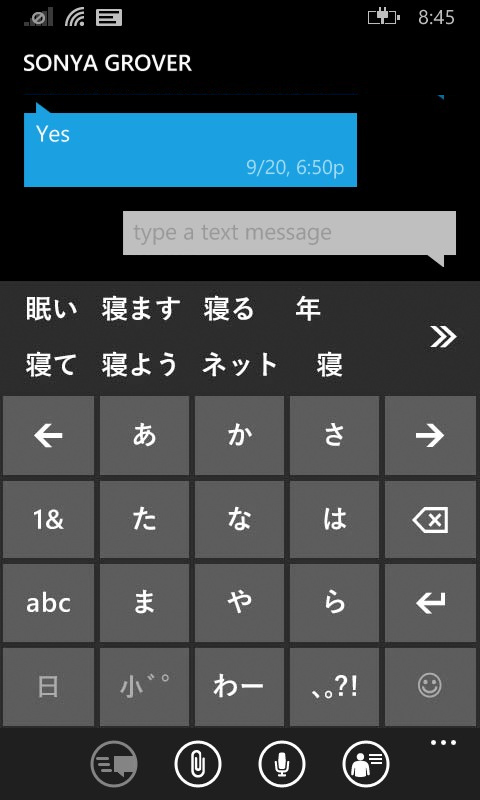 8:45
SONYA GROVER
Yes
9/20, 6:50p
type a text message
眠い 寝ます 寝る 年
寝て 寝よう ネット 寝
← あ か さ →
1& た な は
abc ま や ら
日 小゛゜ わー 、。?!